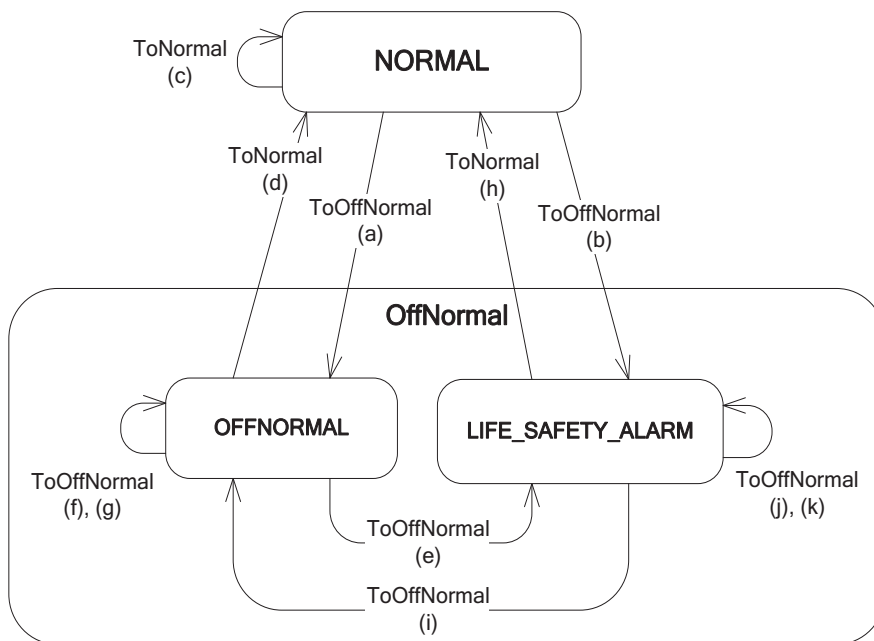 NORMAL
ToNormal
(c)
ToNormal
(d)
ToNormal
(h)
ToOffNormal
(a)
ToOffNormal
(b)
OffNormal
OFFNORMAL
LIFE_SAFETY_ALARM
ToOffNormal
(f), (g)
ToOffNormal
(j), (k)
ToOffNormal
(e)
ToOffNormal
(i)